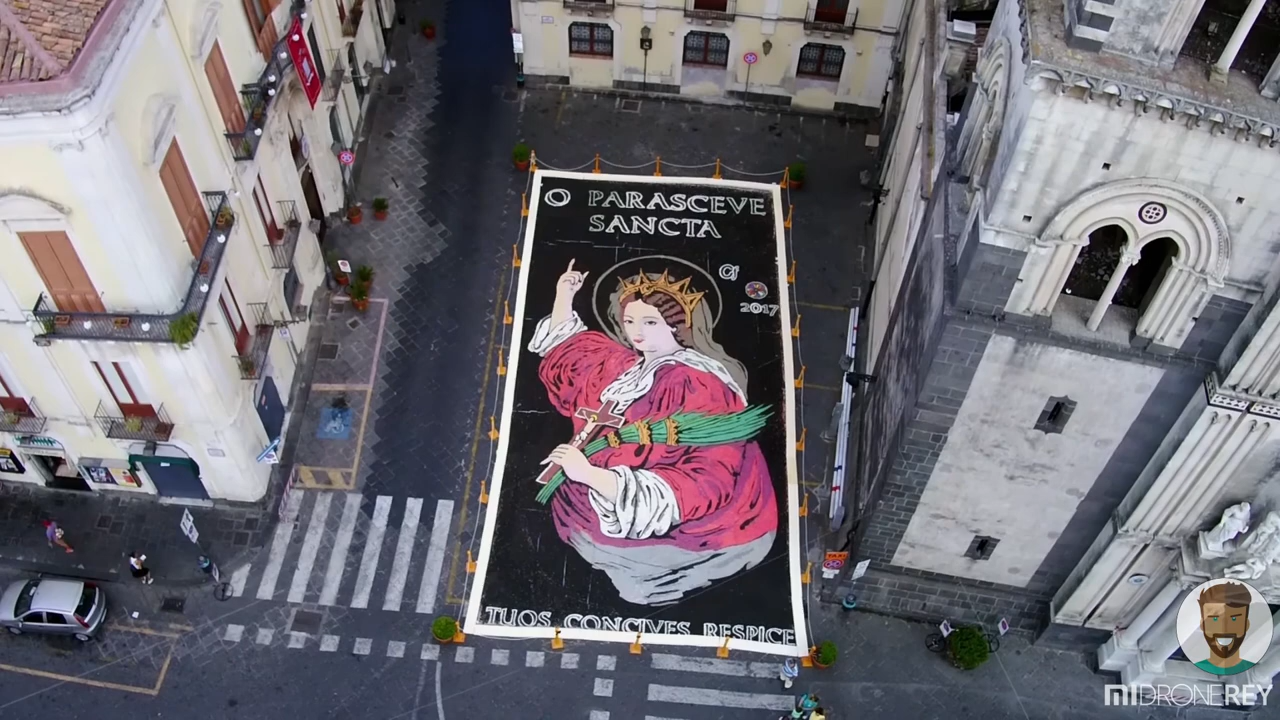 O PARASCEVE
SANCTA
2017
TUOS CONCIVES RESPICE
MIDRONEREY